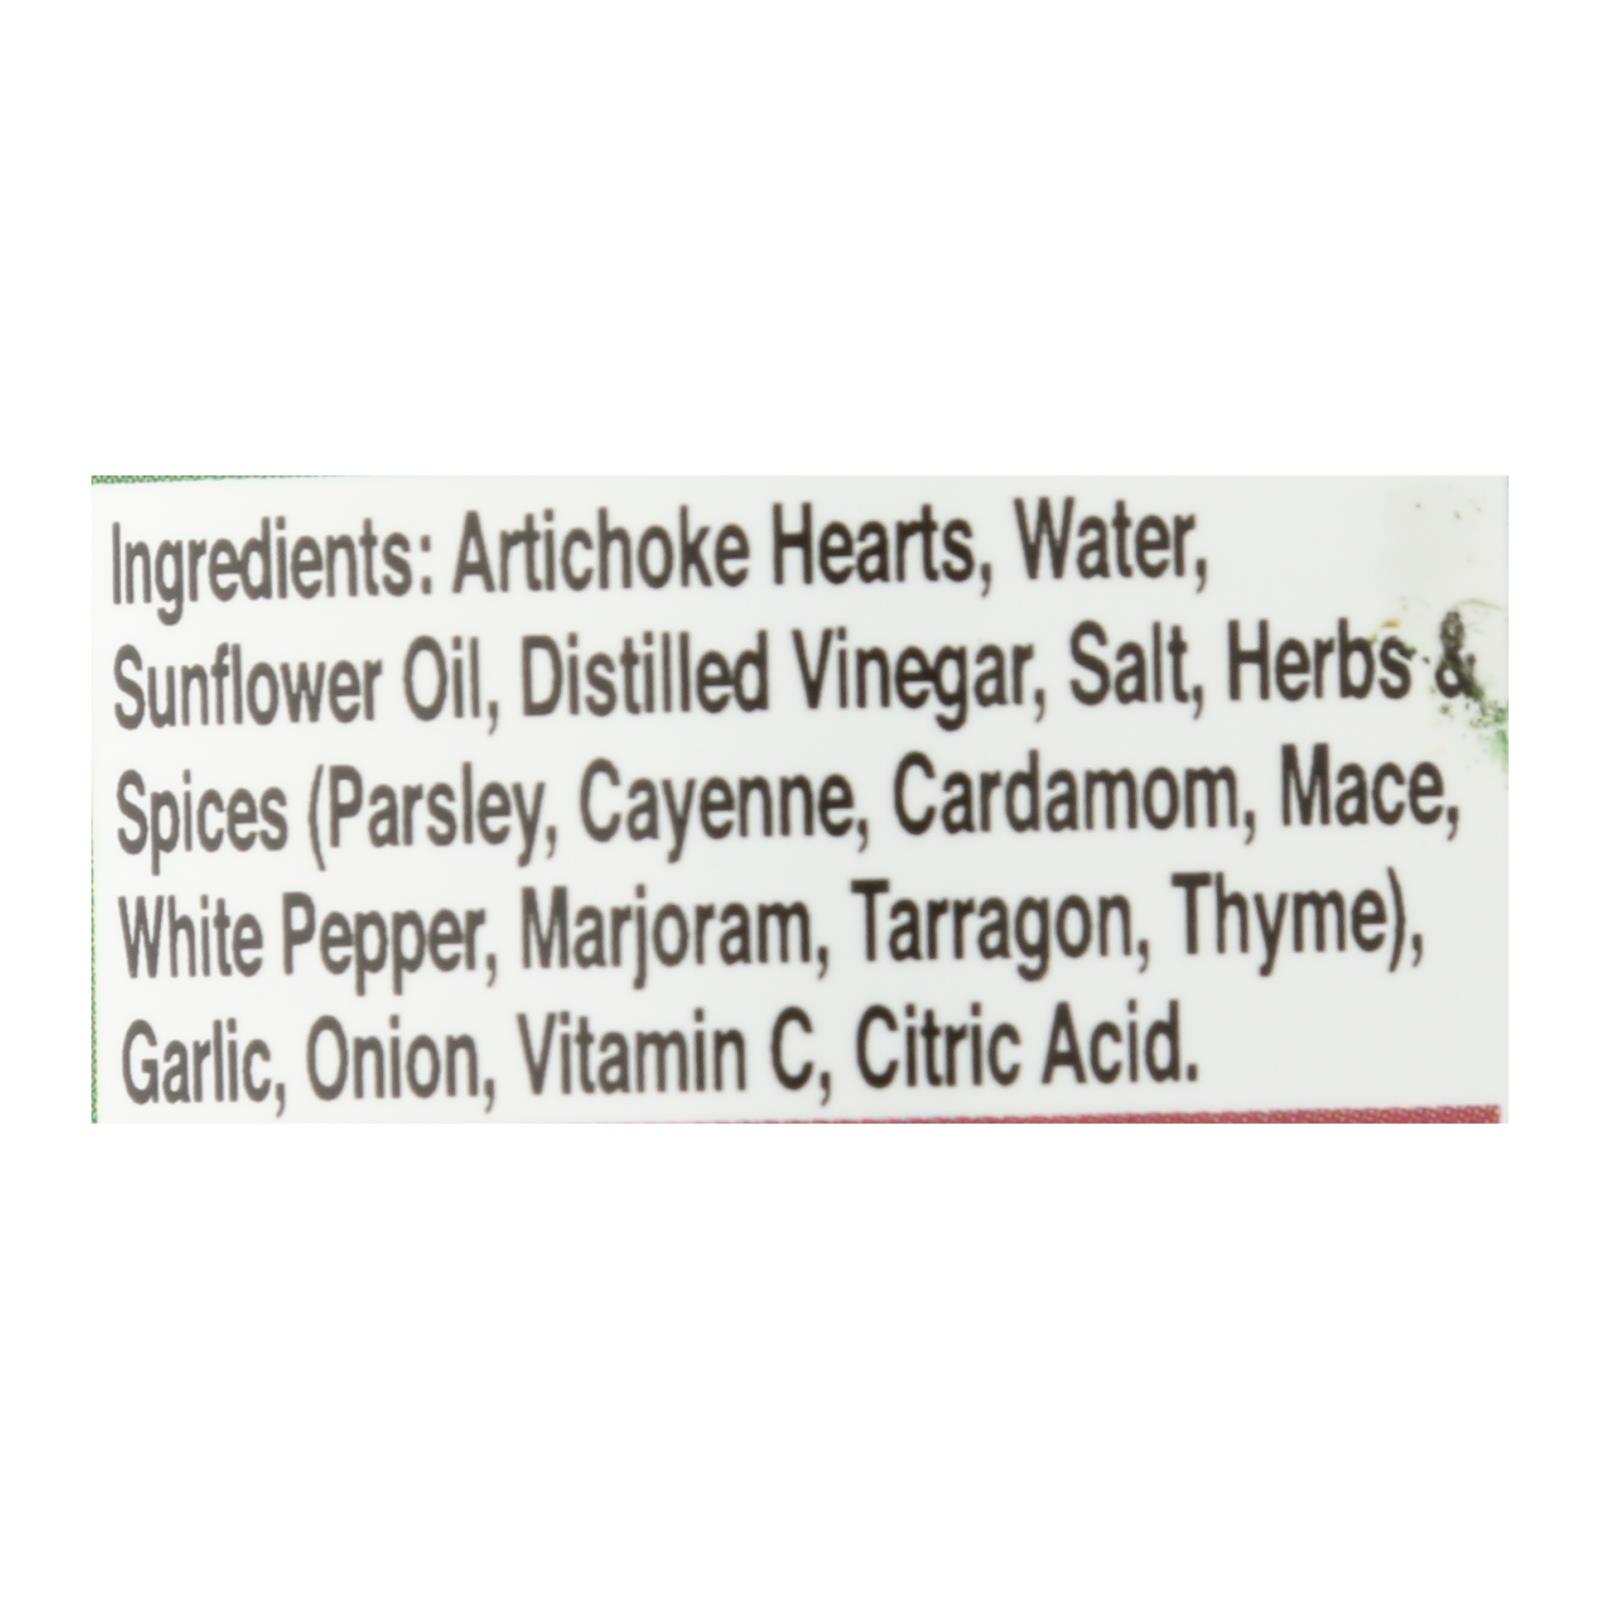 Ingredients: Artichoke Hearts, Water,
Sunflower Oil, Distilled Vinegar, Salt, Herbs &
Spices (Parsley, Cayenne, Cardamom, Mace,
White Pepper, Marjoram, Tarragon, Thyme),
Garlic, Onion, Vitamin C, Citric Acid.